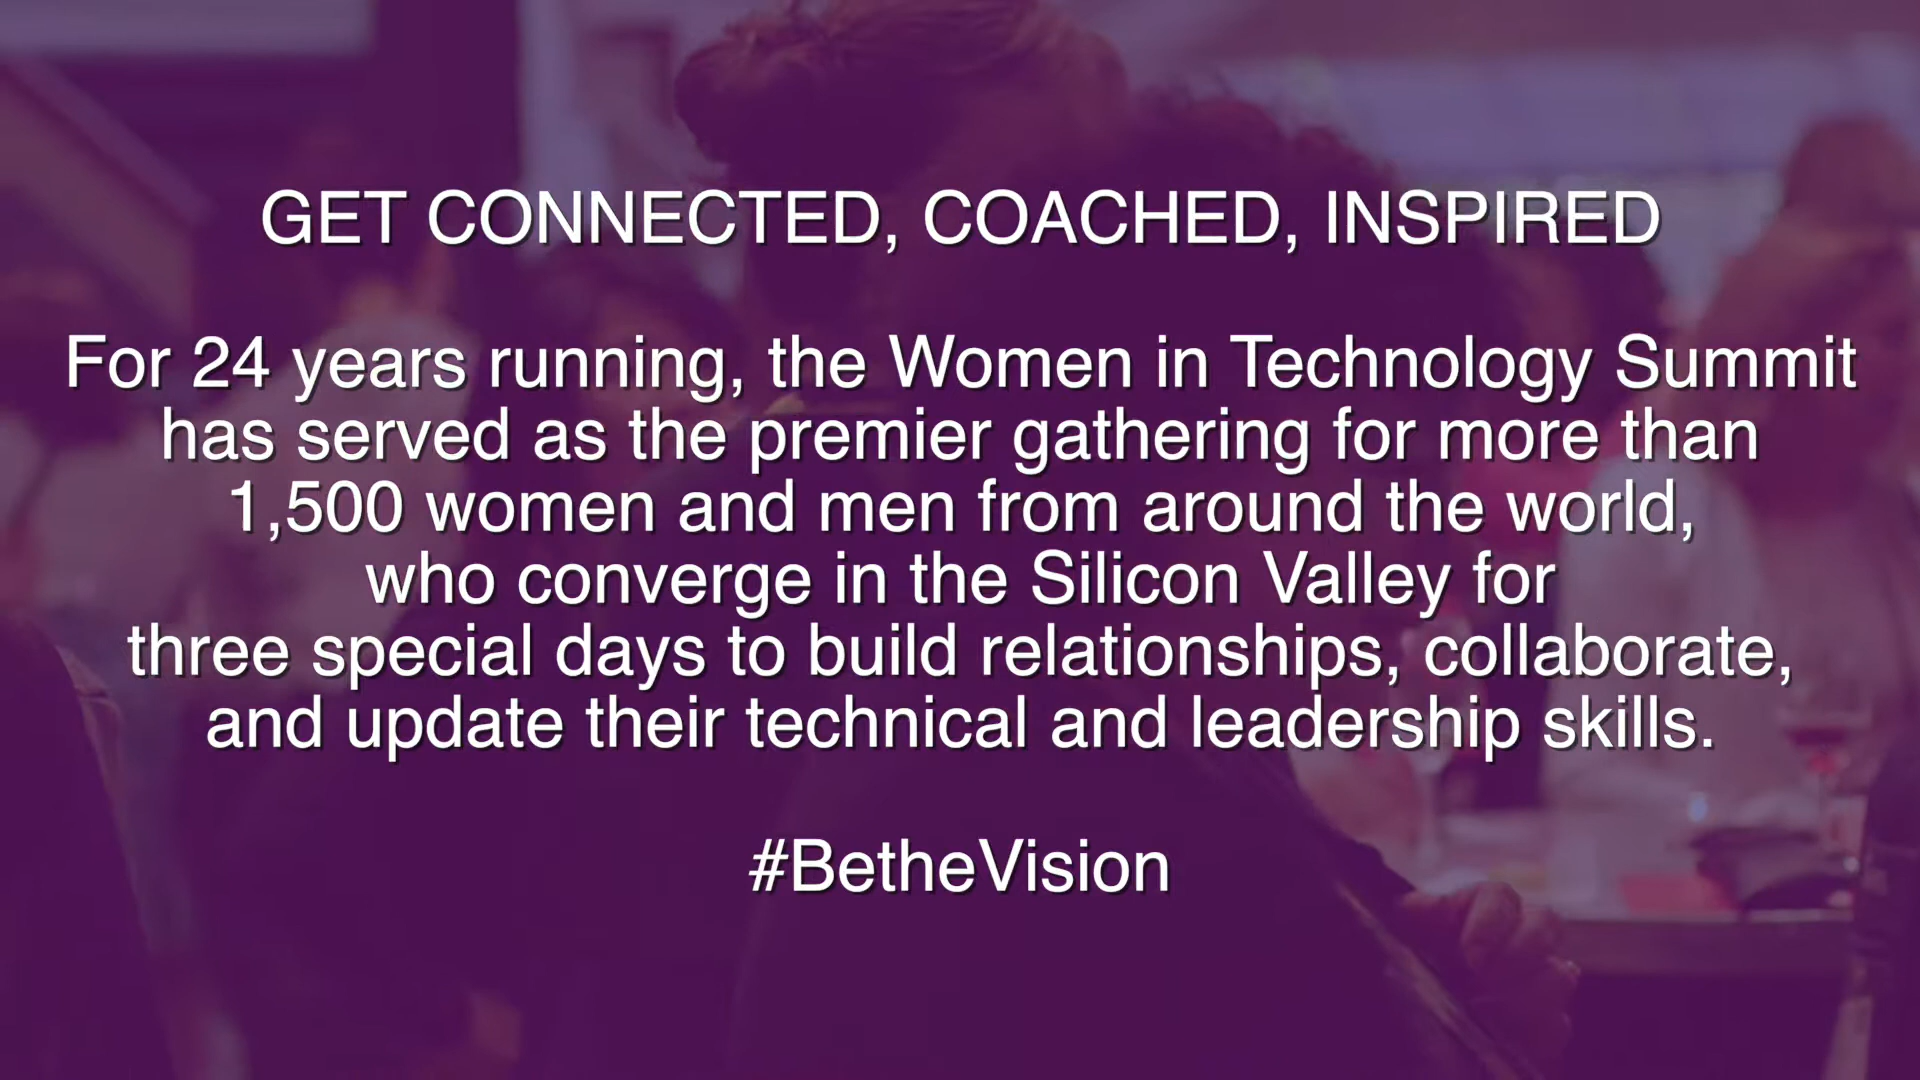 GET CONNECTED, COACHED, INSPIRED
For 24 years running, the Women in Technology Summit
has served as the premier gathering for more than
1,500 women and men from around the world,
who converge in the Silicon Valley for
three special days to build relationships, collaborate,
and update their technical and leadership skills.
#BetheVision